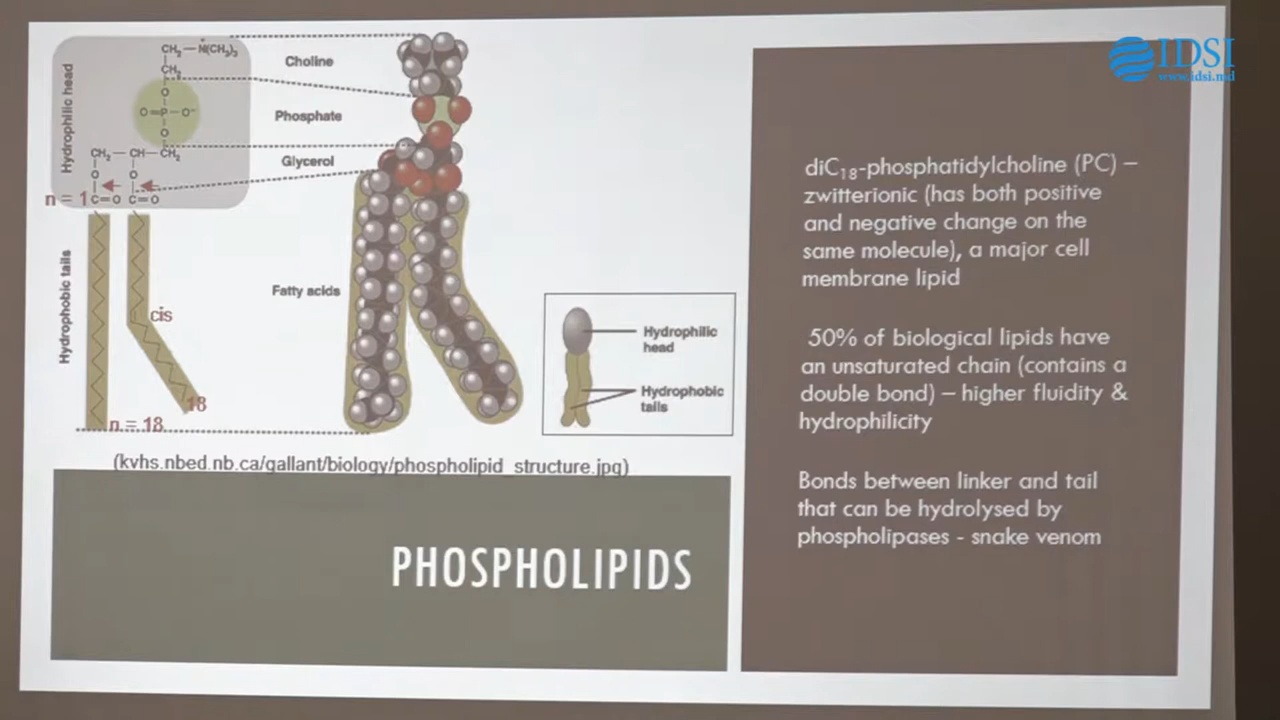 IDSI
www.idsi.md
Hydrophilic head
CH₂—N(CH₃)₃
+
CH₂
O
O=P—O⁻
O
CH₂—CH—CH₂
O O
n = 1 C=O C=O
Hydrophobic tails
cis
18
n = 18
Choline
Phosphate
Glycerol
Fatty acids
Hydrophilic
head
Hydrophobic
tails
(kvhs.nbed.nb.ca/gallant/biology/phospholipid_structure.jpg)
PHOSPHOLIPIDS
diC₁₈-phosphatidylcholine (PC) –
zwitterionic (has both positive
and negative change on the
same molecule), a major cell
membrane lipid
50% of biological lipids have
an unsaturated chain (contains a
double bond) – higher fluidity &
hydrophilicity
Bonds between linker and tail
that can be hydrolysed by
phospholipases - snake venom